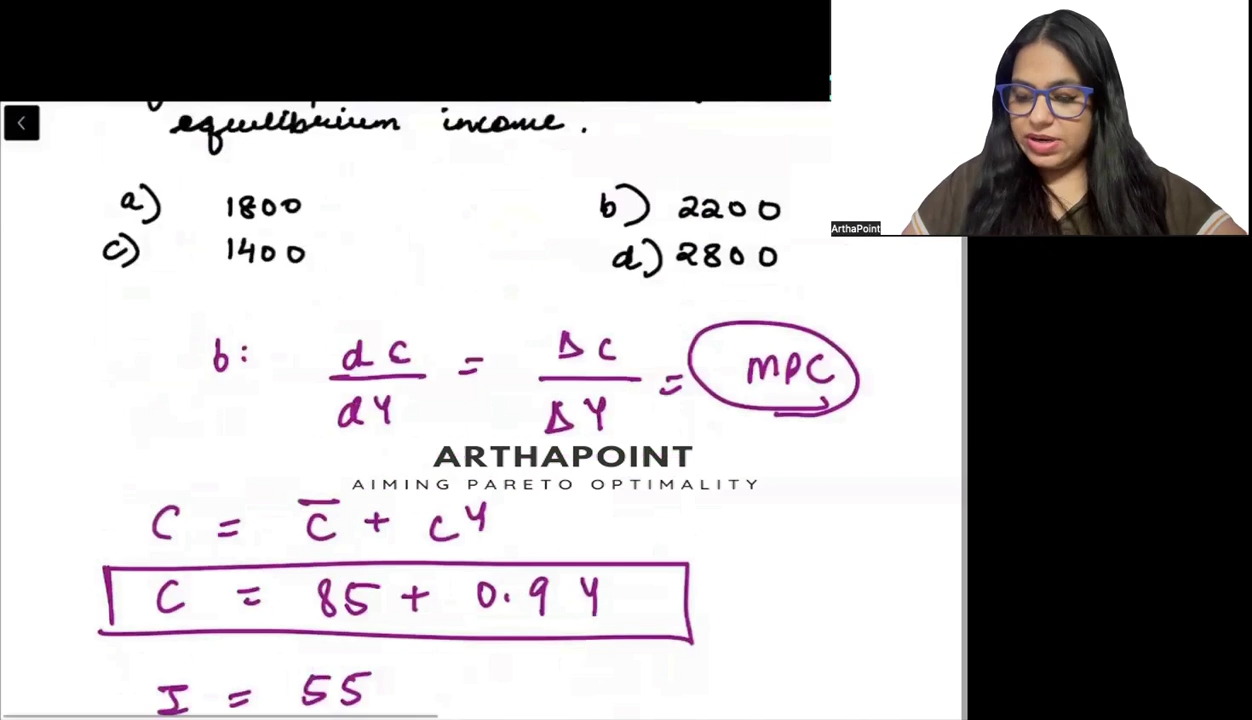 equilibrium income.
a) 1800 b) 2200
c) 1400 d.) 2800
b: dC/dY = ΔC/ΔY = MPC
ARTHAPOINT
AIMING PARETO OPTIMALITY
C = C̅ + cY
C = 85 + 0.9 Y
I = 55
ArthaPoint